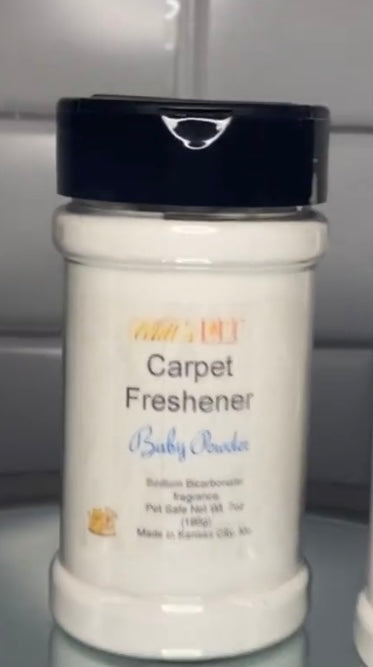 Carpet
Freshener
Baby Powder
Sodium Bicarbonate
fragrance
Pet Safe Net Wt. 7oz
(198g)
Made in Kansas City, Mo